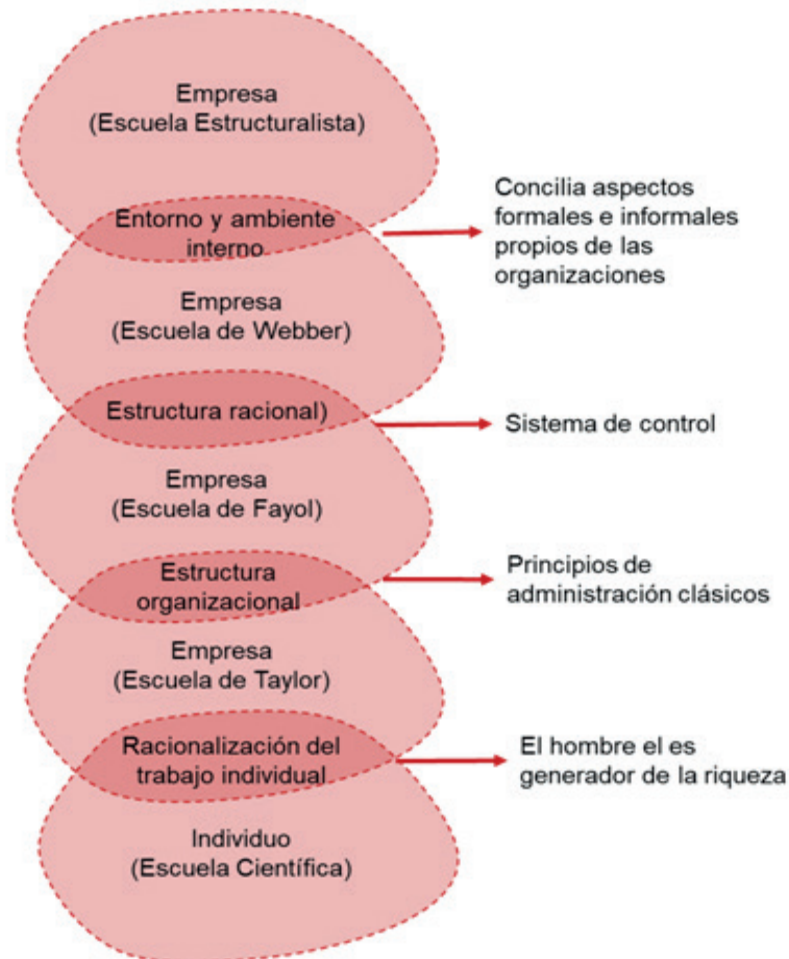 Empresa
(Escuela Estructuralista)
Entorno y ambiente
interno
Concilia aspectos
formales e informales
propios de las
organizaciones
Empresa
(Escuela de Webber)
Estructura racional)
Sistema de control
Empresa
(Escuela de Fayol)
Estructura
organizacional
Principios de
administración clásicos
Empresa
(Escuela de Taylor)
Racionalización del
trabajo individual
El hombre el es
generador de la riqueza
Individuo
(Escuela Científica)